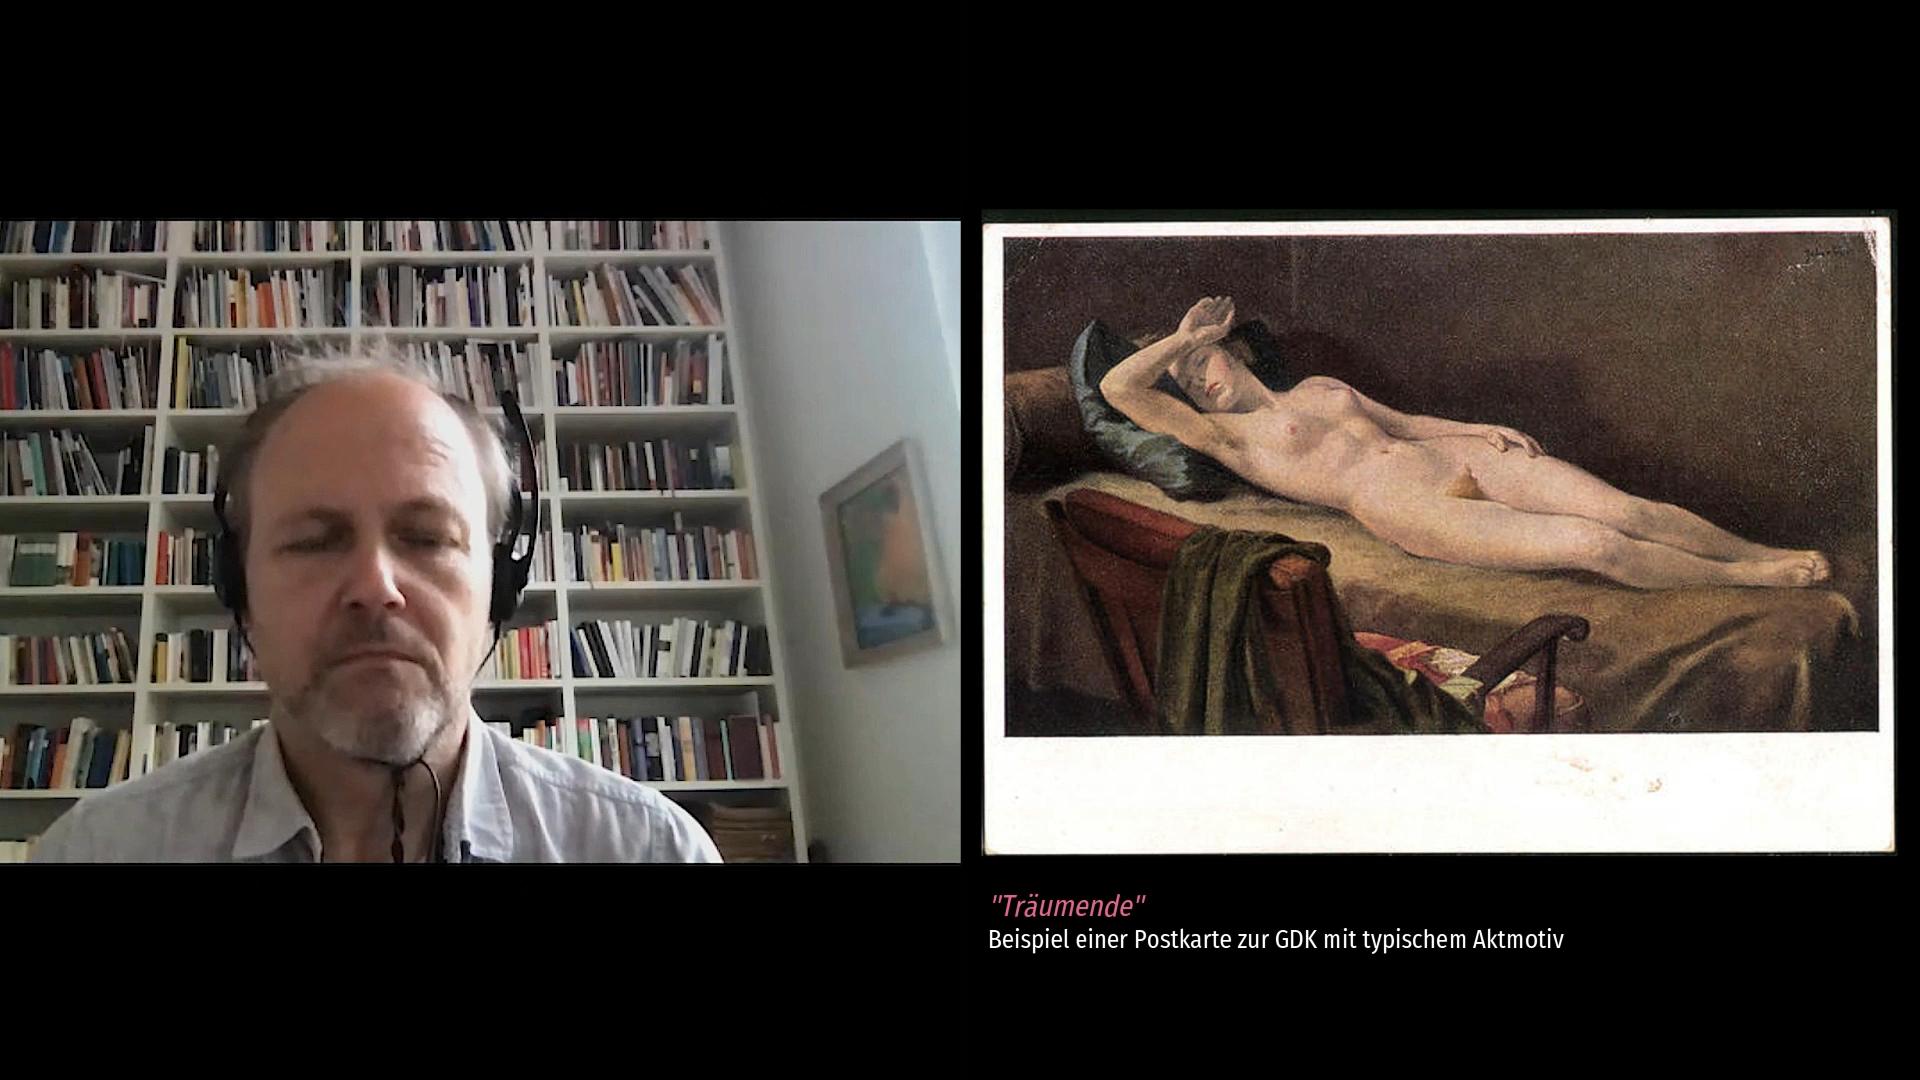 "Träumende"
Beispiel einer Postkarte zur GDK mit typischem Aktmotiv